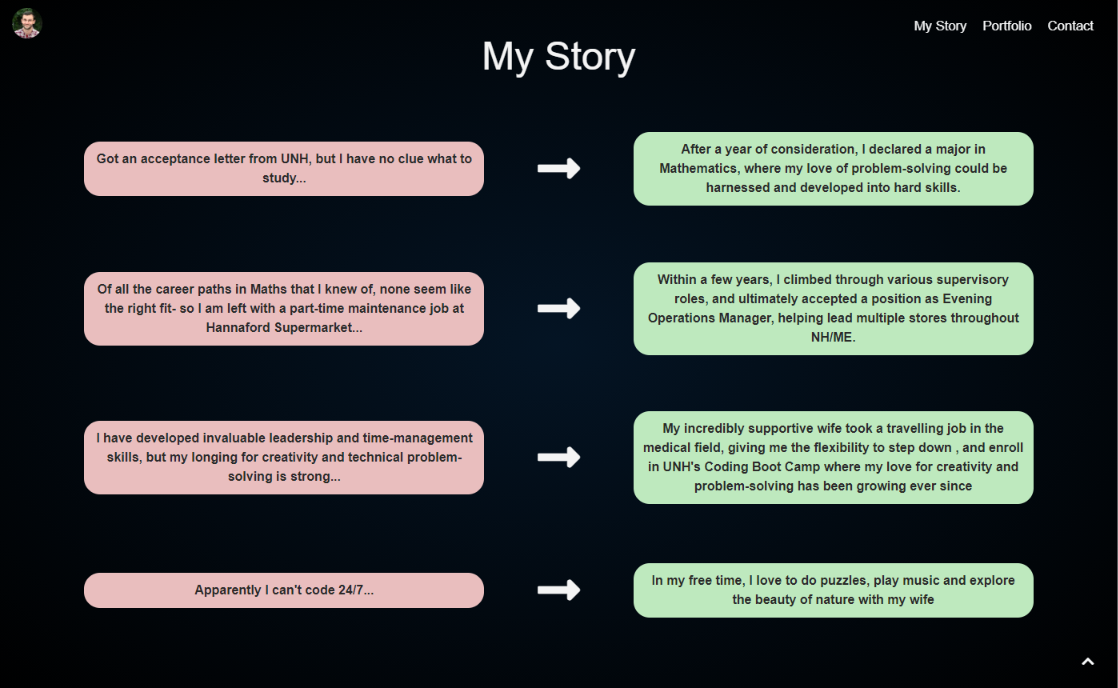 My Story
Portfolio
Contact
My Story
Got an acceptance letter from UNH, but I have no clue what to
study...
After a year of consideration, I declared a major in
Mathematics, where my love of problem-solving could be
harnessed and developed into hard skills.
Of all the career paths in Maths that I knew of, none seem like
the right fit- so I am left with a part-time maintenance job at
Hannaford Supermarket...
Within a few years, I climbed through various supervisory
roles, and ultimately accepted a position as Evening
Operations Manager, helping lead multiple stores throughout
NH/ME.
I have developed invaluable leadership and time-management
skills, but my longing for creativity and technical problem-
solving is strong...
My incredibly supportive wife took a travelling job in the
medical field, giving me the flexibility to step down , and enroll
in UNH's Coding Boot Camp where my love for creativity and
problem-solving has been growing ever since
Apparently I can't code 24/7...
In my free time, I love to do puzzles, play music and explore
the beauty of nature with my wife